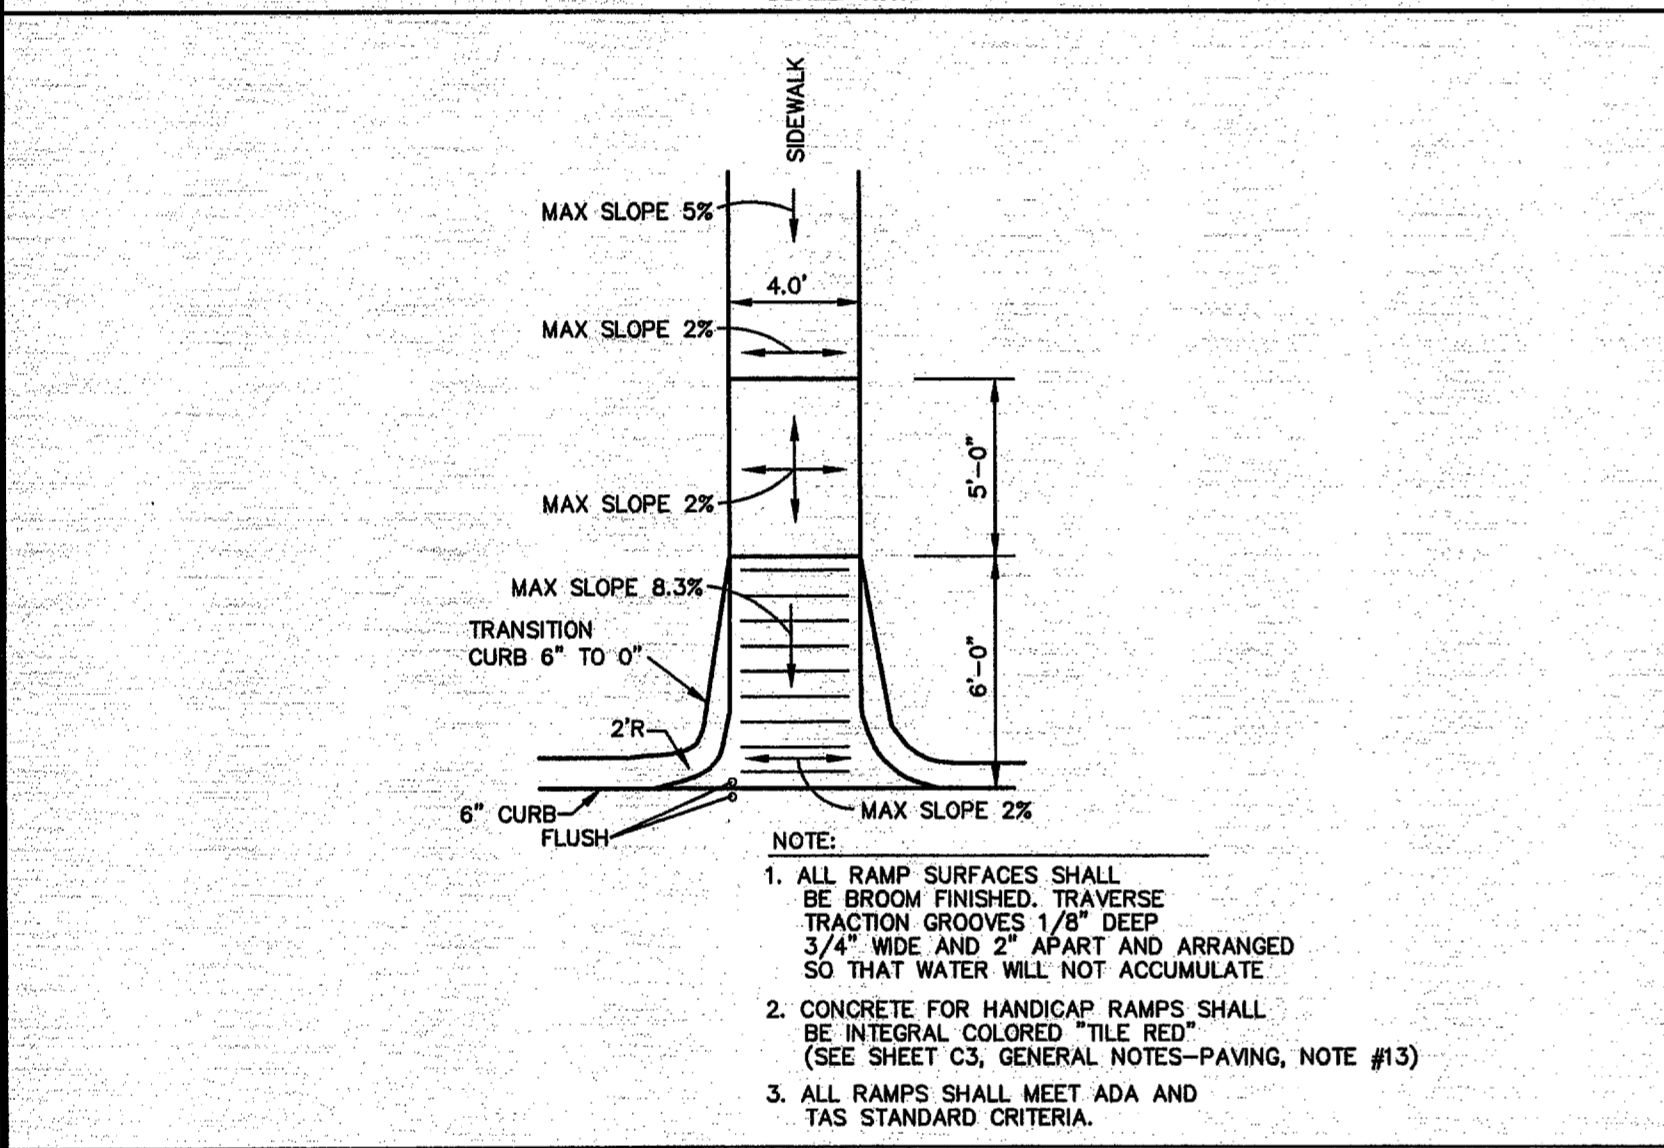 SIDEWALK
MAX SLOPE 5%
4.0'
MAX SLOPE 2%
5'-0"
MAX SLOPE 2%
MAX SLOPE 8.3%
TRANSITION
CURB 6" TO 0"
6'-0"
2'R
6" CURB
FLUSH
MAX SLOPE 2%
NOTE:
1. ALL RAMP SURFACES SHALL
BE BROOM FINISHED. TRAVERSE
TRACTION GROOVES 1/8" DEEP
3/4" WIDE AND 2" APART AND ARRANGED
SO THAT WATER WILL NOT ACCUMULATE
2. CONCRETE FOR HANDICAP RAMPS SHALL
BE INTEGRAL COLORED "TILE RED"
(SEE SHEET C3, GENERAL NOTES-PAVING, NOTE #13)
3. ALL RAMPS SHALL MEET ADA AND
TAS STANDARD CRITERIA.